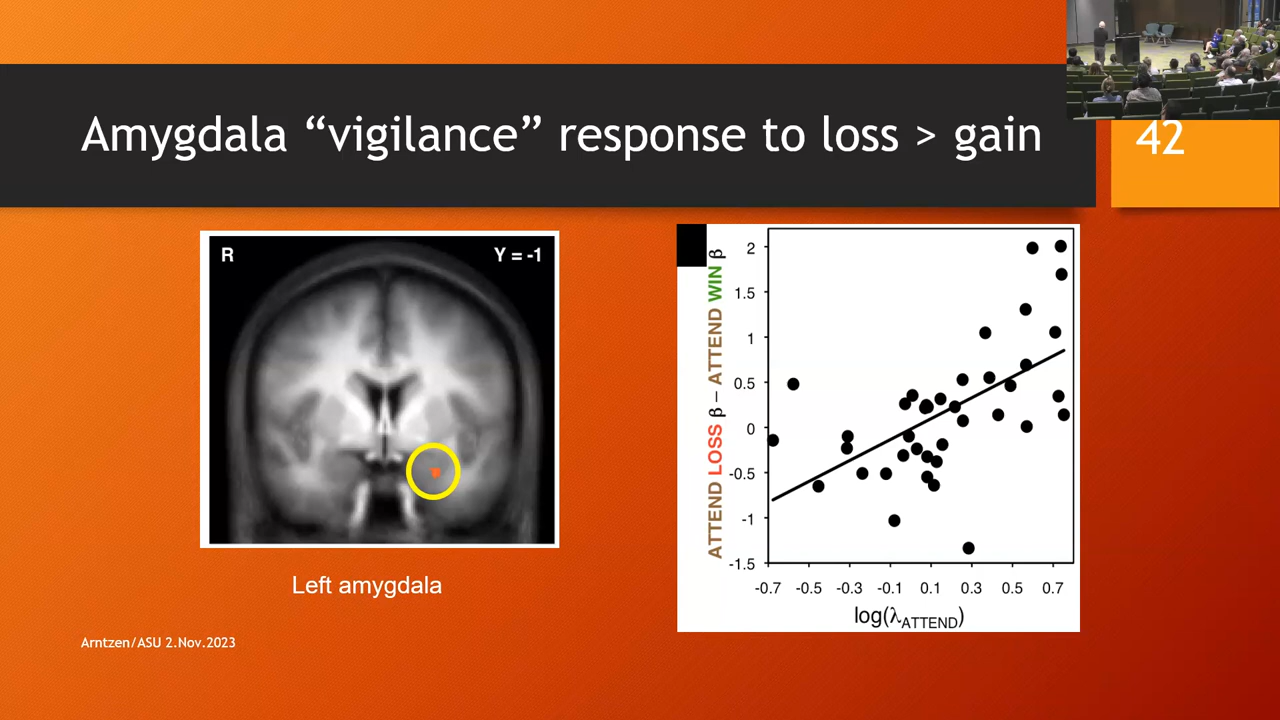 Amygdala “vigilance” response to loss > gain
42
R
Y = -1
Left amygdala
ATTEND LOSS β – ATTEND WIN β
2
1.5
1
0.5
0
-0.5
-1
-1.5
-0.7 -0.5 -0.3 -0.1 0.1 0.3 0.5 0.7
log(λATTEND)
Arntzen/ASU 2.Nov.2023